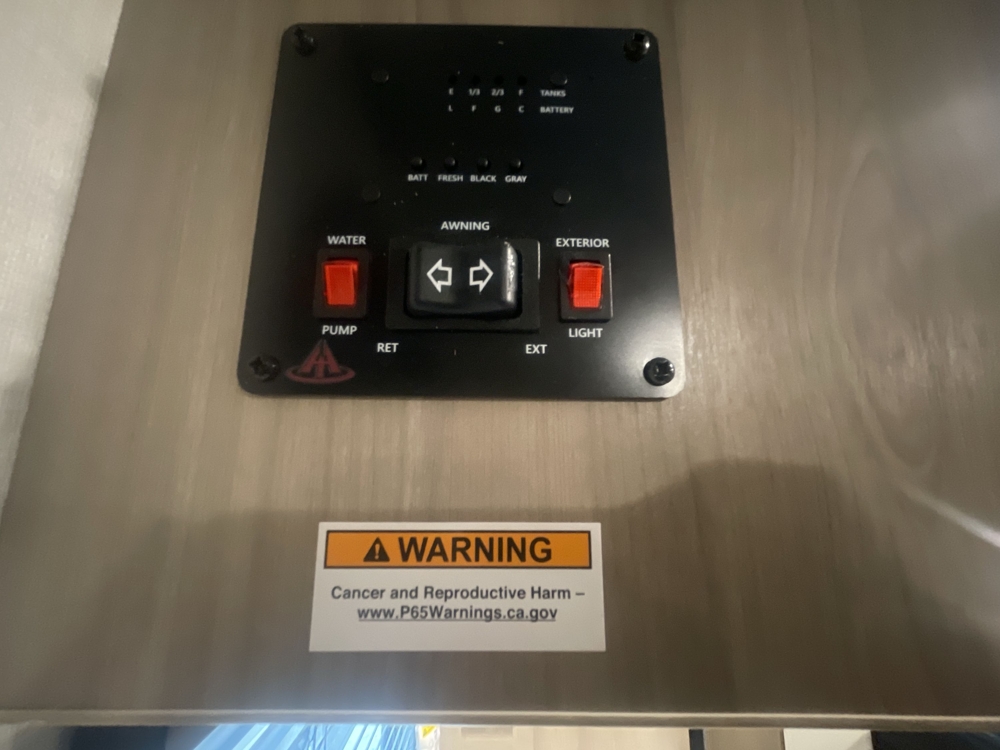 E 1/3 2/3 F TANKS
L F G C BATTERY
BATT FRESH BLACK GRAY
AWNING
WATER
EXTERIOR
PUMP
LIGHT
RET
EXT
WARNING
Cancer and Reproductive Harm –
www.P65Warnings.ca.gov